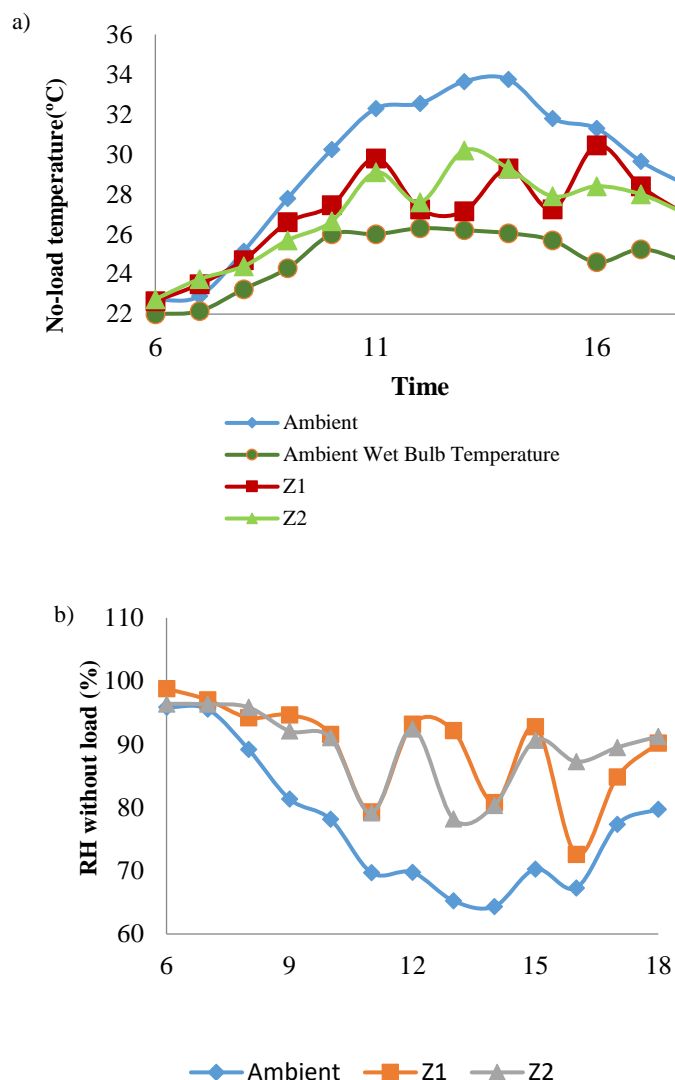 a)
No-load temperature(ºC)
36
34
32
30
28
26
24
22
6
11
16
Time
Ambient
Ambient Wet Bulb Temperature
Z1
Z2
b)
RH without load (%)
110
100
90
80
70
60
6
9
12
15
18
Ambient
Z1
Z2